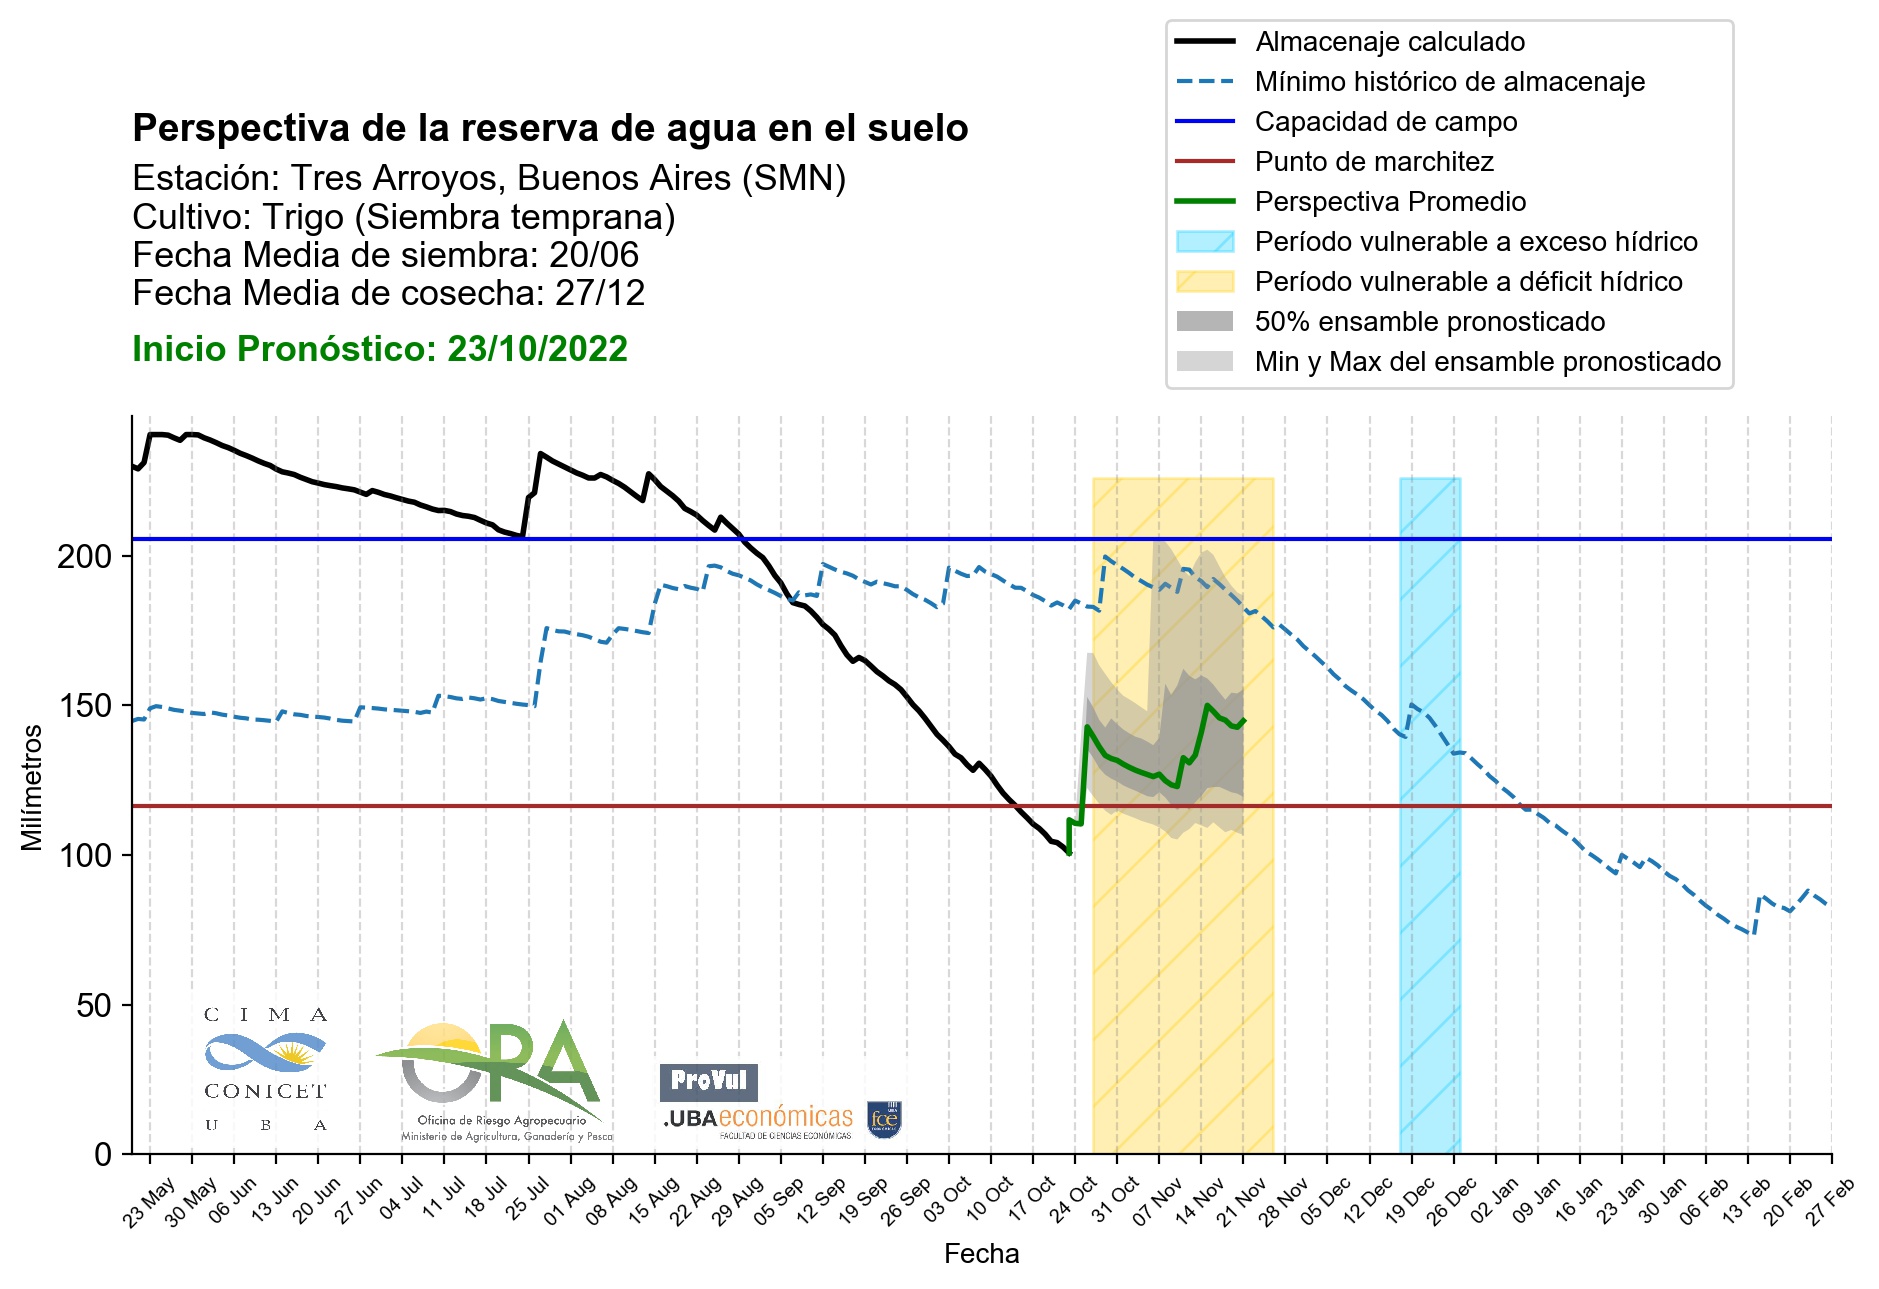 Almacenaje calculado
Mínimo histórico de almacenaje
Capacidad de campo
Punto de marchitez
Perspectiva Promedio
Período vulnerable a exceso hídrico
Período vulnerable a déficit hídrico
50% ensamble pronosticado
Min y Max del ensamble pronosticado
Perspectiva de la reserva de agua en el suelo
Estación: Tres Arroyos, Buenos Aires (SMN)
Cultivo: Trigo (Siembra temprana)
Fecha Media de siembra: 20/06
Fecha Media de cosecha: 27/12
Inicio Pronóstico: 23/10/2022
Milímetros
200
150
100
50
0
C I M A
CONICET
U B A
ORA
Oficina de Riesgo Agropecuario
Ministerio de Agricultura, Ganadería y Pesca
ProVul
.UBAeconómicas
FACULTAD DE CIENCIAS ECONÓMICAS
UBA
fce
ECONÓMICAS
23 May 30 May 06 Jun 13 Jun 20 Jun 27 Jun 04 Jul 11 Jul 18 Jul 25 Jul 01 Aug 08 Aug 15 Aug 22 Aug 29 Aug 05 Sep 12 Sep 19 Sep 26 Sep 03 Oct 10 Oct 17 Oct 24 Oct 31 Oct 07 Nov 14 Nov 21 Nov 28 Nov 05 Dec 12 Dec 19 Dec 26 Dec 02 Jan 09 Jan 16 Jan 23 Jan 30 Jan 06 Feb 13 Feb 20 Feb 27 Feb
Fecha